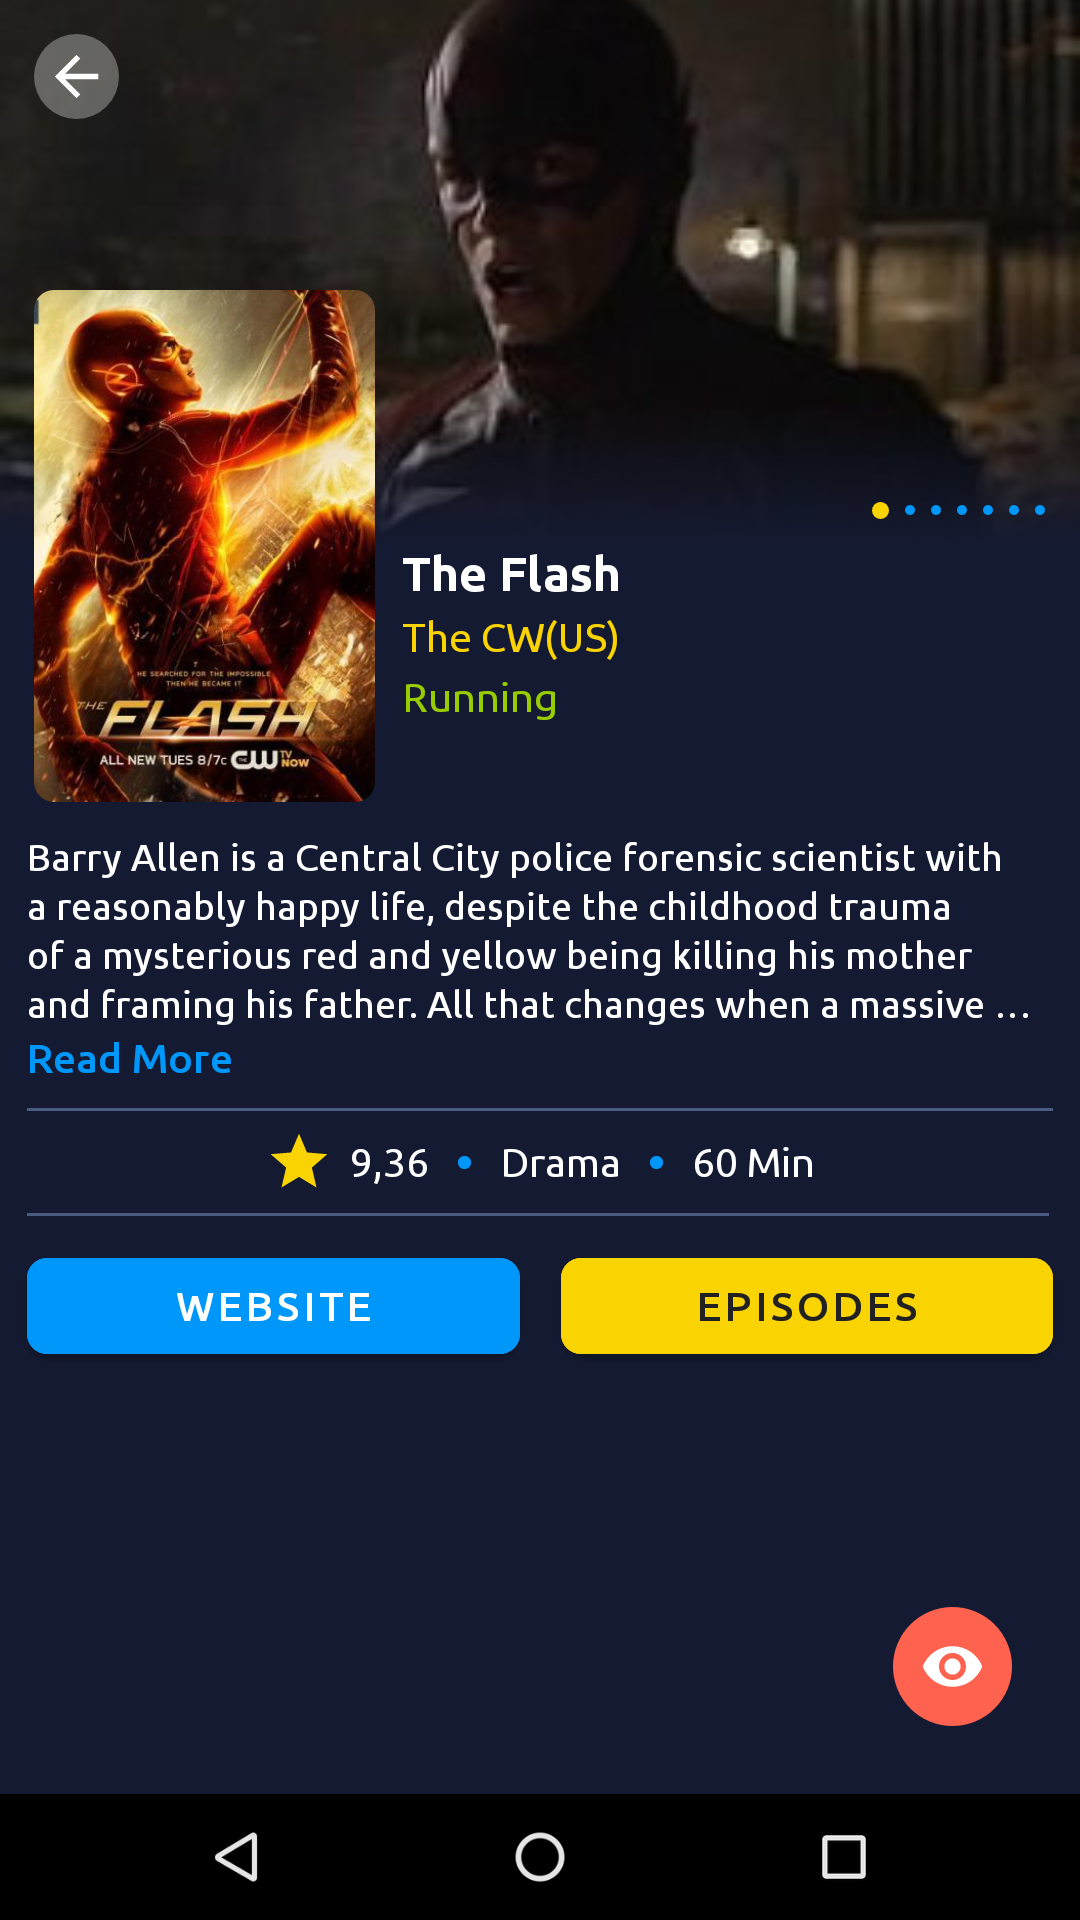 HE SEARCHED FOR THE IMPOSSIBLE
THEN HE BECAME IT
THE FLASH
ALL NEW TUES 8/7c THE CW TV NOW
The Flash
The CW(US)
Running
Barry Allen is a Central City police forensic scientist with
a reasonably happy life, despite the childhood trauma
of a mysterious red and yellow being killing his mother
and framing his father. All that changes when a massive …
Read More
9,36 • Drama • 60 Min
WEBSITE
EPISODES